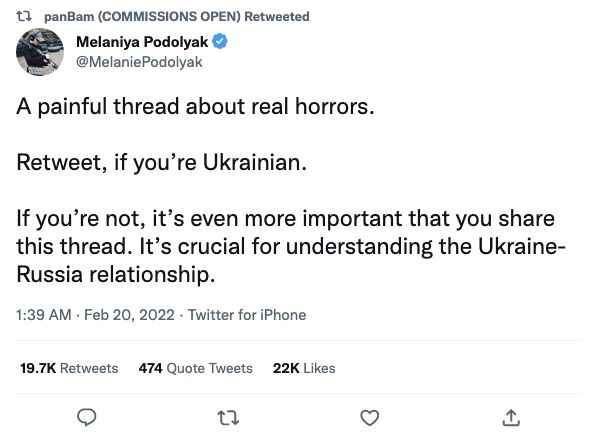 panBam (COMMISSIONS OPEN) Retweeted
Melaniya Podolyak
@MelaniePodolyak
A painful thread about real horrors.
Retweet, if you’re Ukrainian.
If you’re not, it’s even more important that you share
this thread. It’s crucial for understanding the Ukraine-
Russia relationship.
1:39 AM · Feb 20, 2022 · Twitter for iPhone
19.7K Retweets 474 Quote Tweets 22K Likes